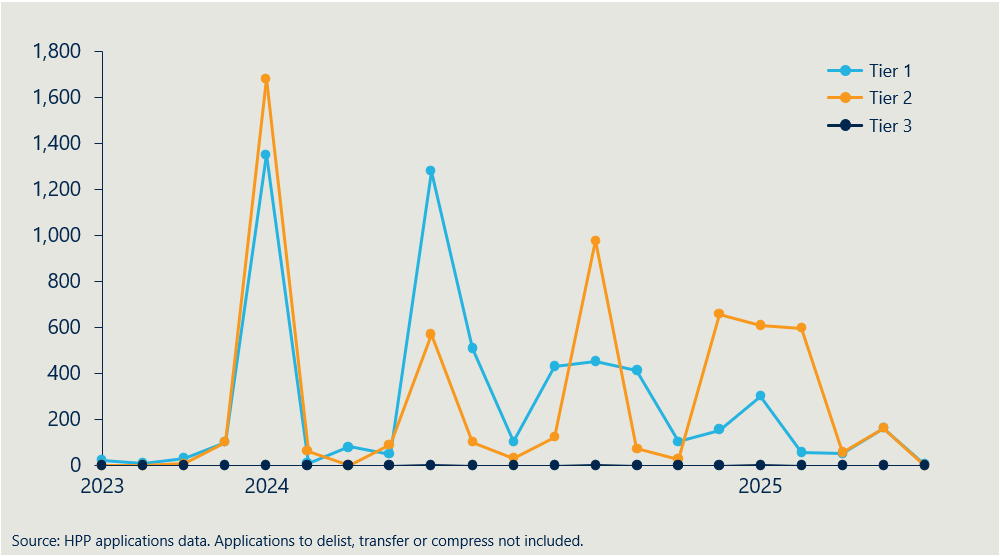 1,800
1,600
1,400
1,200
1,000
800
600
400
200
0
Tier 1
Tier 2
Tier 3
2023 2024 2025
Source: HPP applications data. Applications to delist, transfer or compress not included.